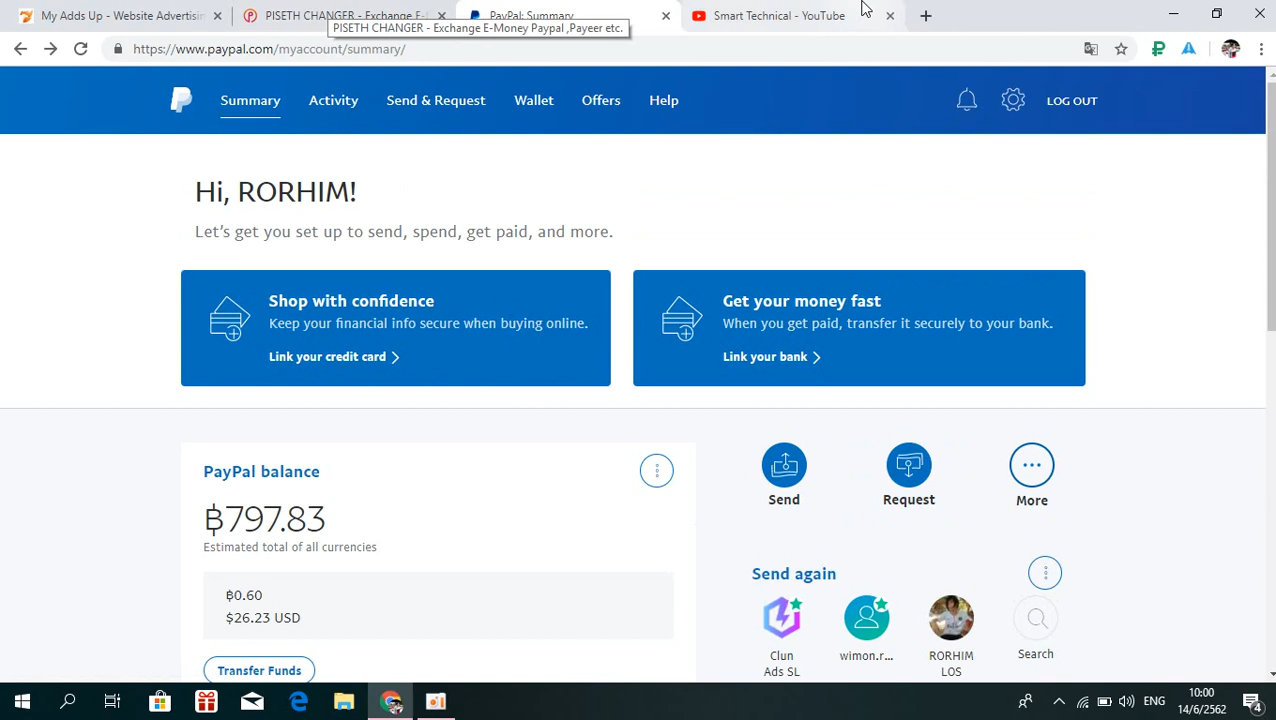 My Adds Up - Website Advertisin
PISETH CHANGER - Exchange E-
PayPal: Summary
Smart Technical - YouTube
PISETH CHANGER - Exchange E-Money Paypal ,Payeer etc.
https://www.paypal.com/myaccount/summary/
Summary
Activity
Send & Request
Wallet
Offers
Help
LOG OUT
Hi, RORHIM!
Let's get you set up to send, spend, get paid, and more.
Shop with confidence
Keep your financial info secure when buying online.
Link your credit card
Get your money fast
When you get paid, transfer it securely to your bank.
Link your bank
PayPal balance
฿797.83
Estimated total of all currencies
฿0.60
$26.23 USD
Transfer Funds
Send
Request
More
Send again
Clun
Ads SL
wimon.r...
RORHIM
LOS
Search
ENG
10:00
14/6/2562
4